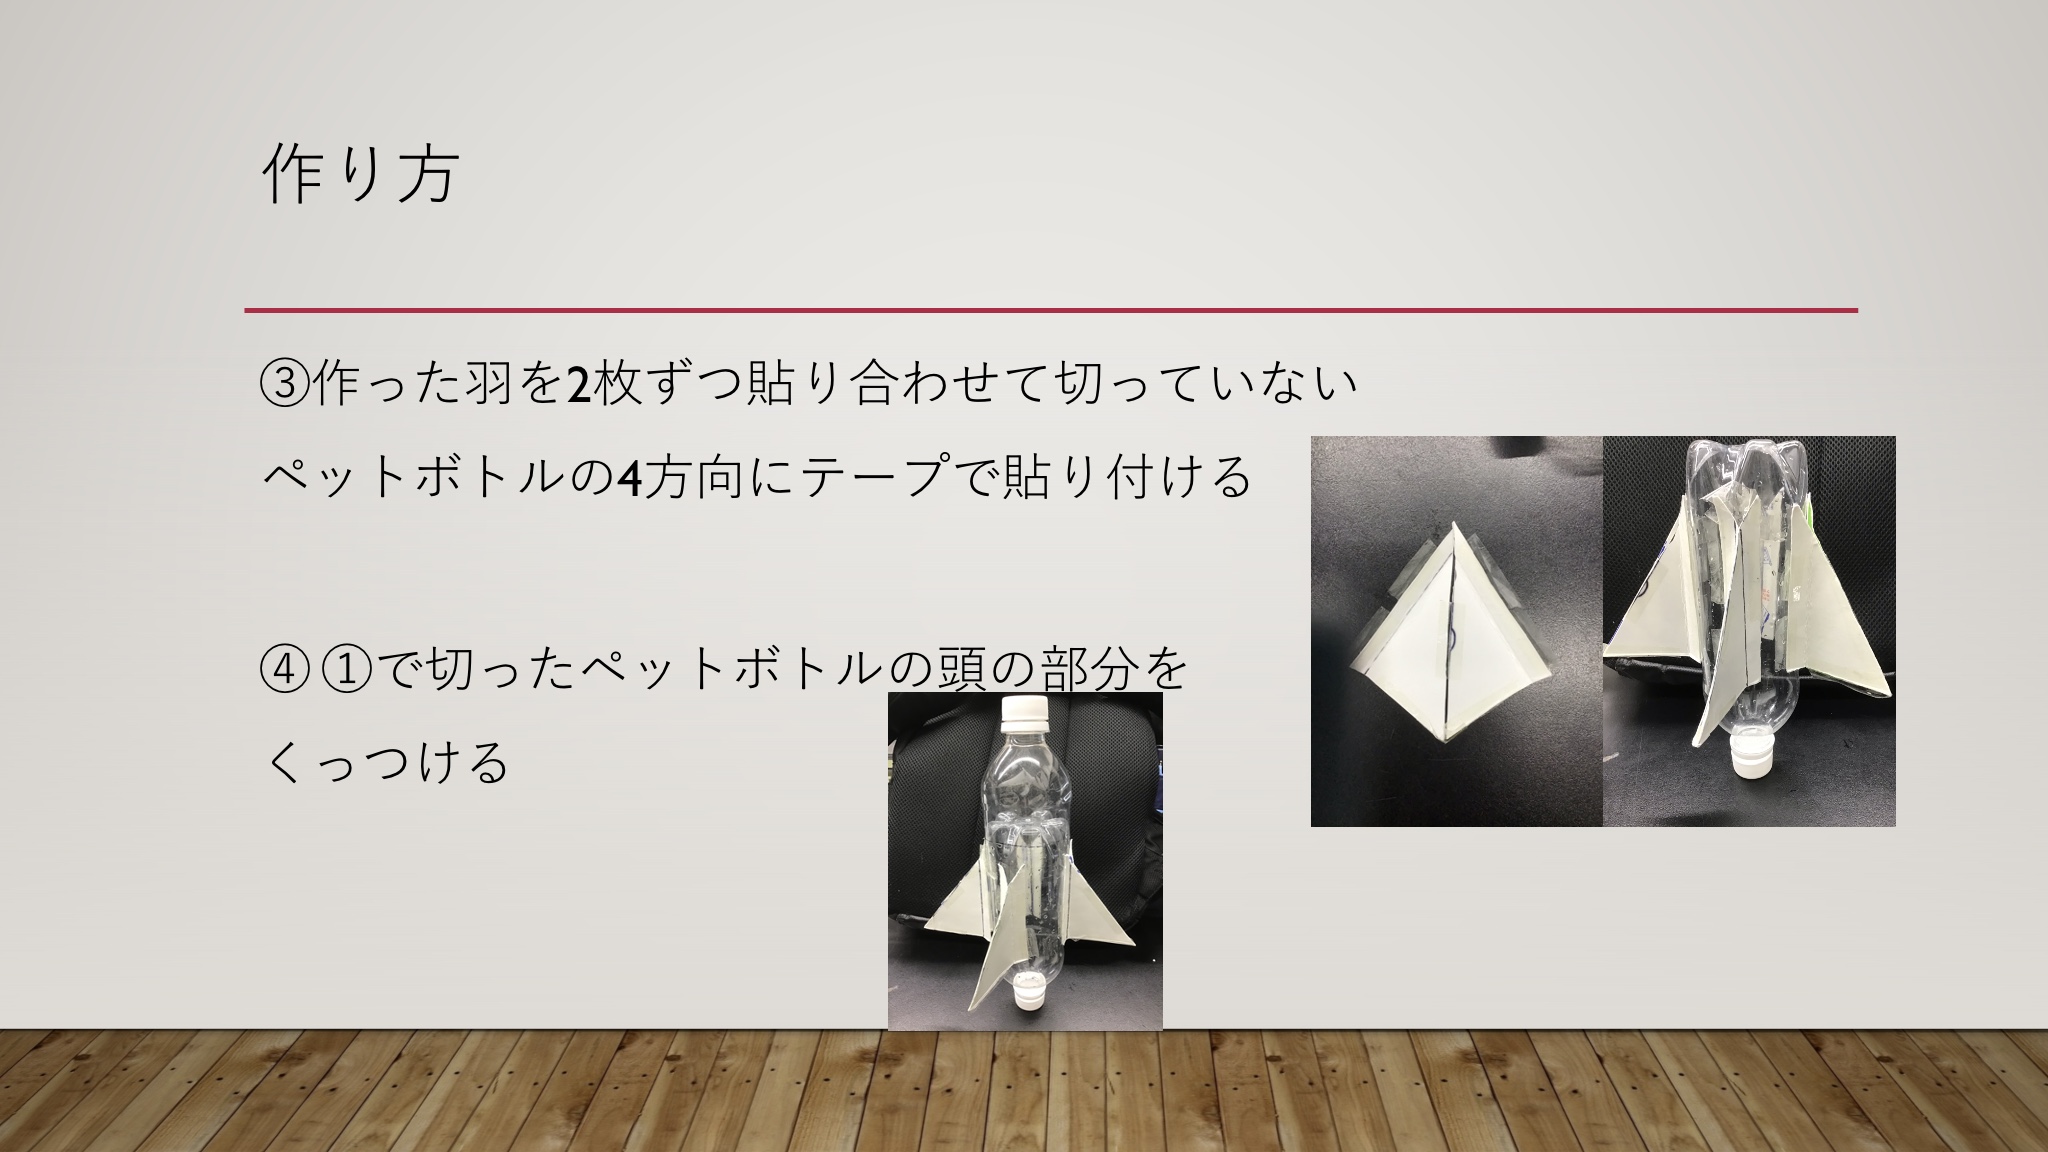 作り方
③作った羽を2枚ずつ貼り合わせて切っていない
ペットボトルの4方向にテープで貼り付ける
④ ①で切ったペットボトルの頭の部分を
くっつける